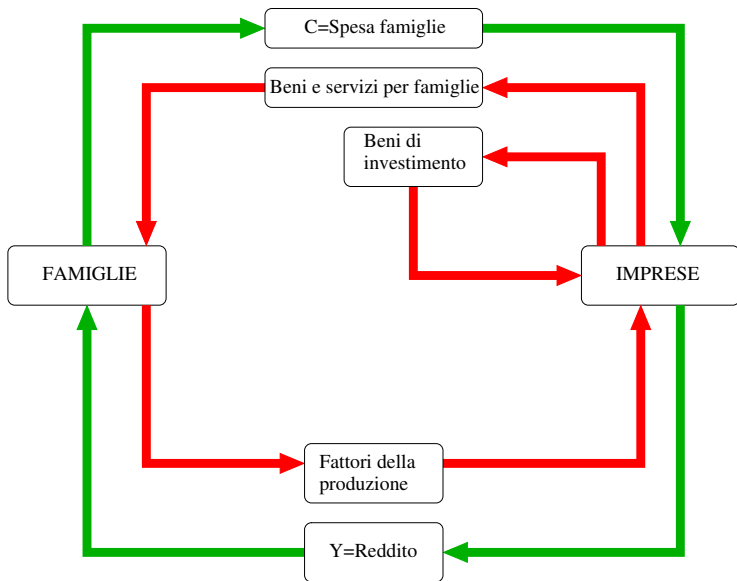 C=Spesa famiglie
Beni e servizi per famiglie
Beni di
investimento
FAMIGLIE
IMPRESE
Fattori della
produzione
Y=Reddito